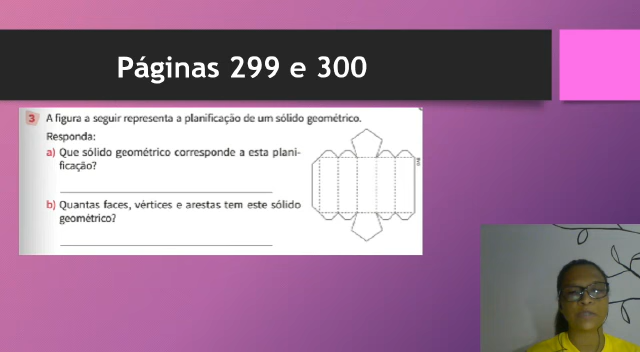 Páginas 299 e 300
3 A figura a seguir representa a planificação de um sólido geométrico.
Responda:
a) Que sólido geométrico corresponde a esta plani-
ficação?
b) Quantas faces, vértices e arestas tem este sólido
geométrico?